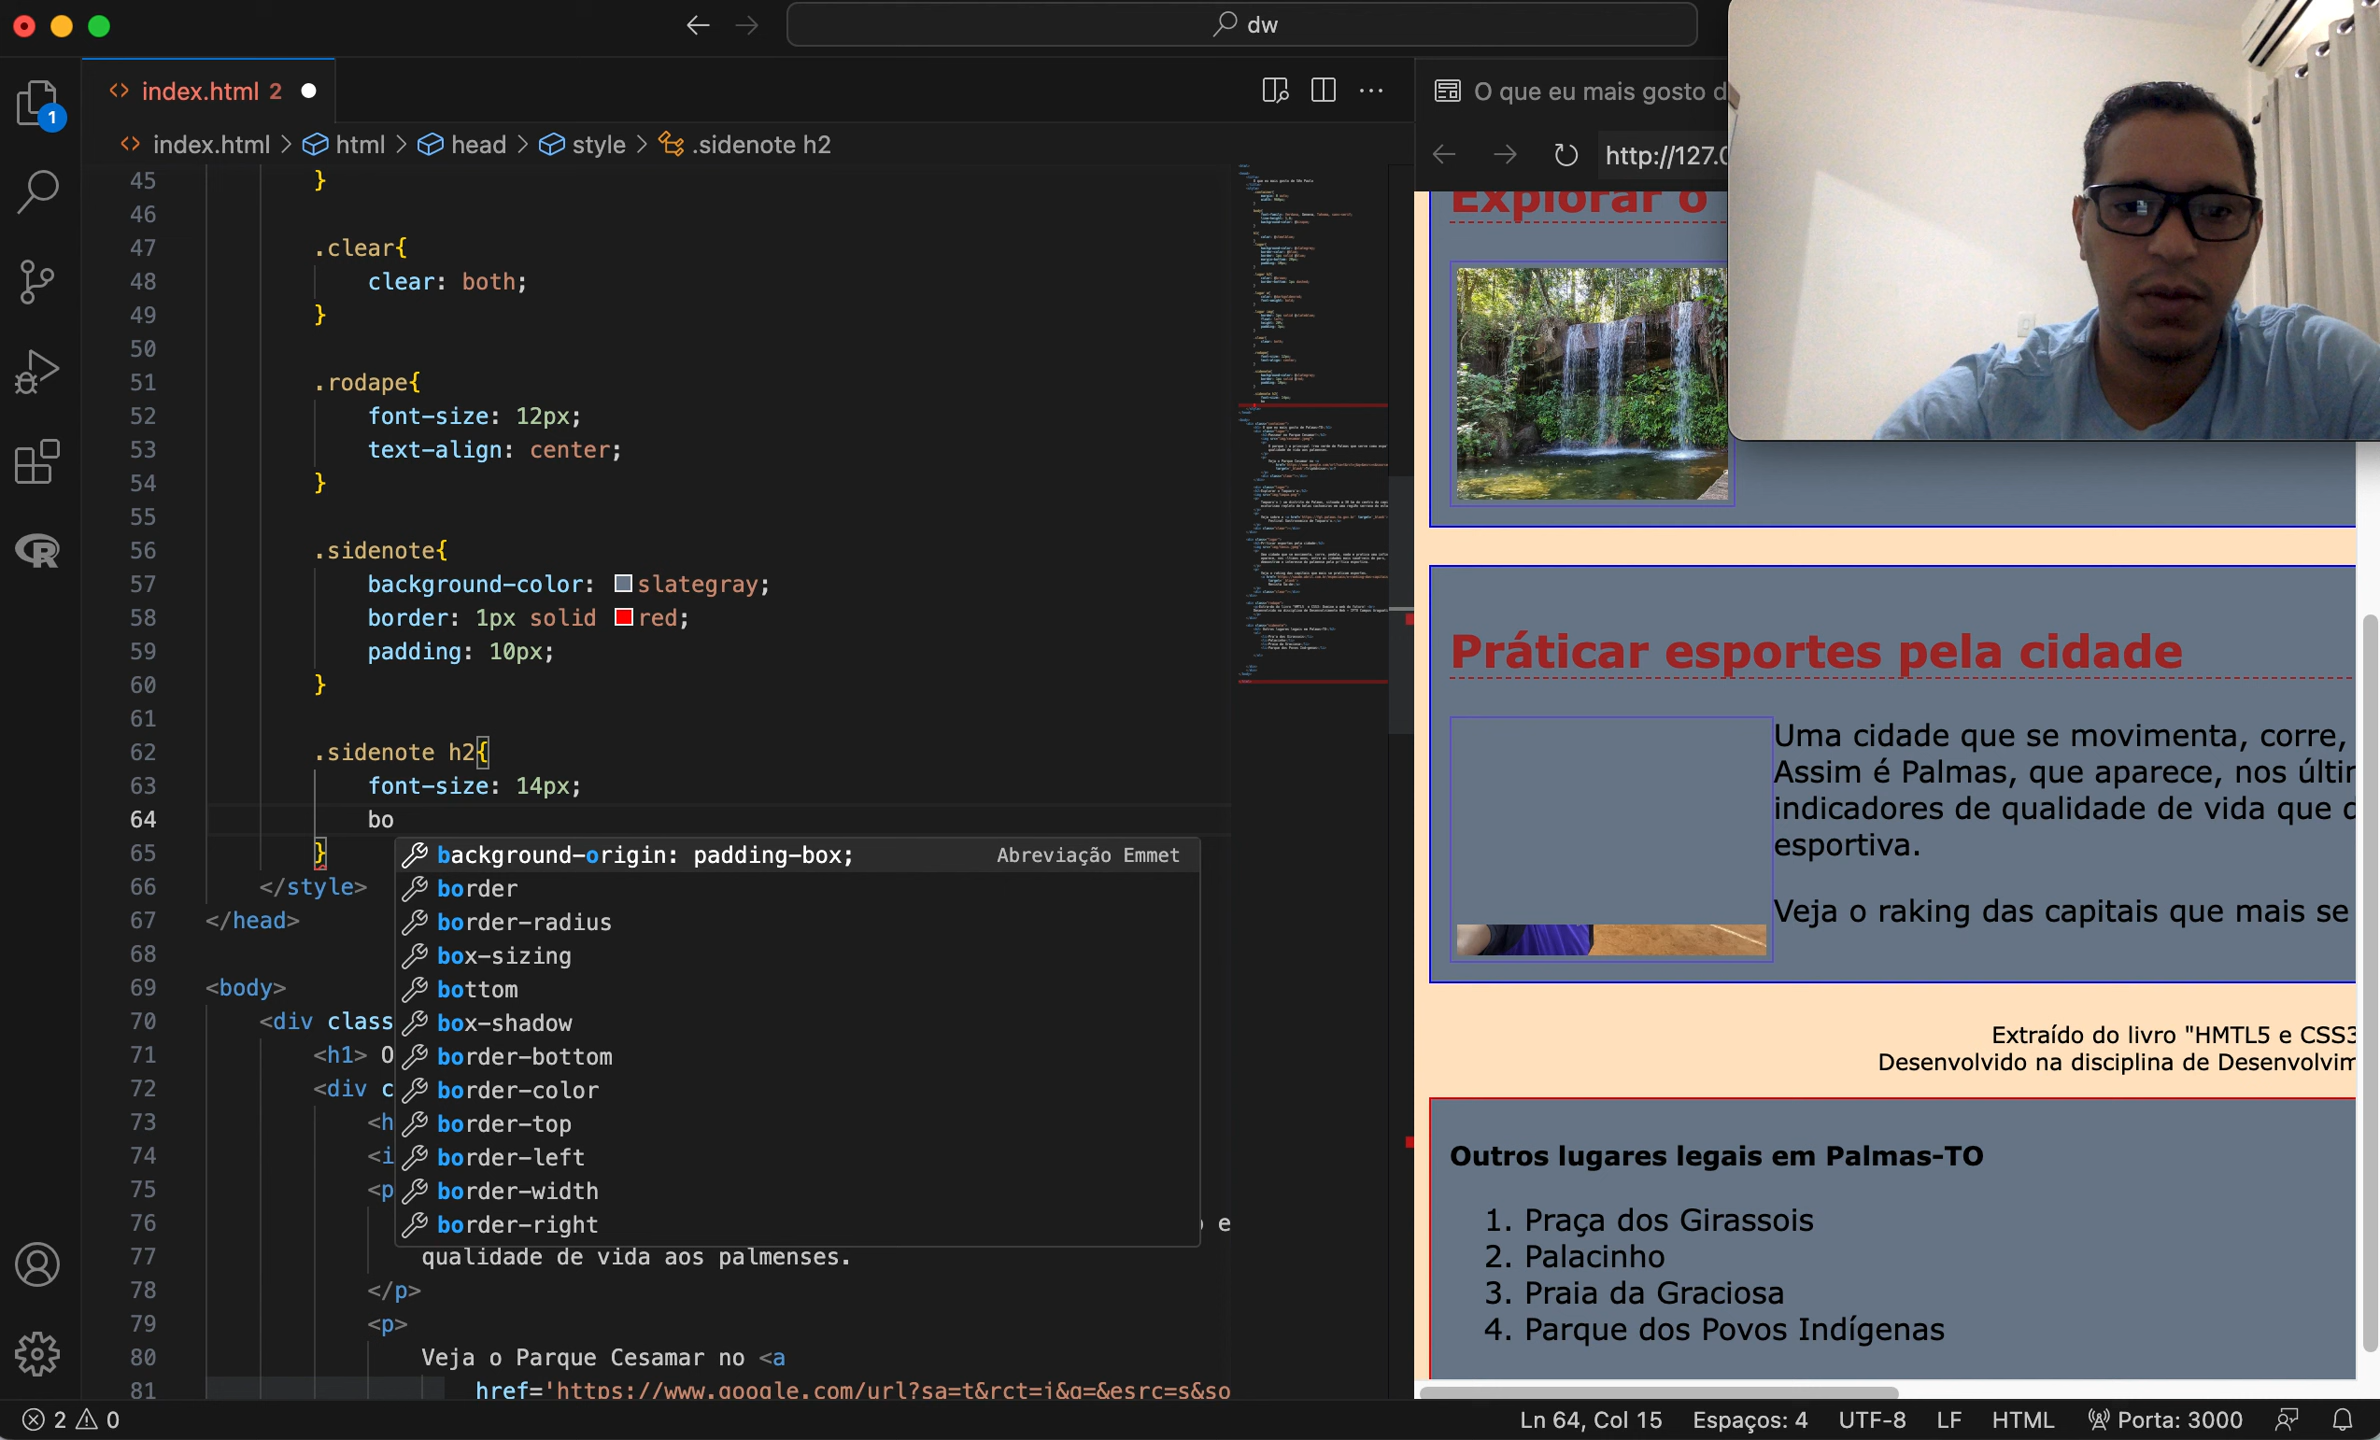 dw
index.html 2
index.html > html > head > style > .sidenote h2
45 }
46
47 .clear{
48 clear: both;
49 }
50
51 .rodape{
52 font-size: 12px;
53 text-align: center;
54 }
55
56 .sidenote{
57 background-color: slategray;
58 border: 1px solid red;
59 padding: 10px;
60 }
61
62 .sidenote h2{
63 font-size: 14px;
64 bo
65 }
66 </style>
67 </head>
68
69 <body>
70 <div class
71 <h1> O
72 <div c
73 <h
74 <i
75 <p
76 e
77 qualidade de vida aos palmenses.
78 </p>
79 <p>
80 Veja o Parque Cesamar no <a
81 href='https://www.google.com/url?sa=t&rct=j&q=&esrc=s&so
background-origin: padding-box; Abreviação Emmet
border
border-radius
box-sizing
bottom
box-shadow
border-bottom
border-color
border-top
border-left
border-width
border-right
1
O que eu mais gosto d
http://127.0
Explorar o
Práticar esportes pela cidade
Uma cidade que se movimenta, corre,
Assim é Palmas, que aparece, nos últi
indicadores de qualidade de vida que
esportiva.
Veja o raking das capitais que mais se
Extraído do livro "HMTL5 e CSS3
Desenvolvido na disciplina de Desenvolvim
Outros lugares legais em Palmas-TO
1. Praça dos Girassois
2. Palacinho
3. Praia da Graciosa
4. Parque dos Povos Indígenas
2 0
Ln 64, Col 15 Espaços: 4 UTF-8 LF HTML Porta: 3000